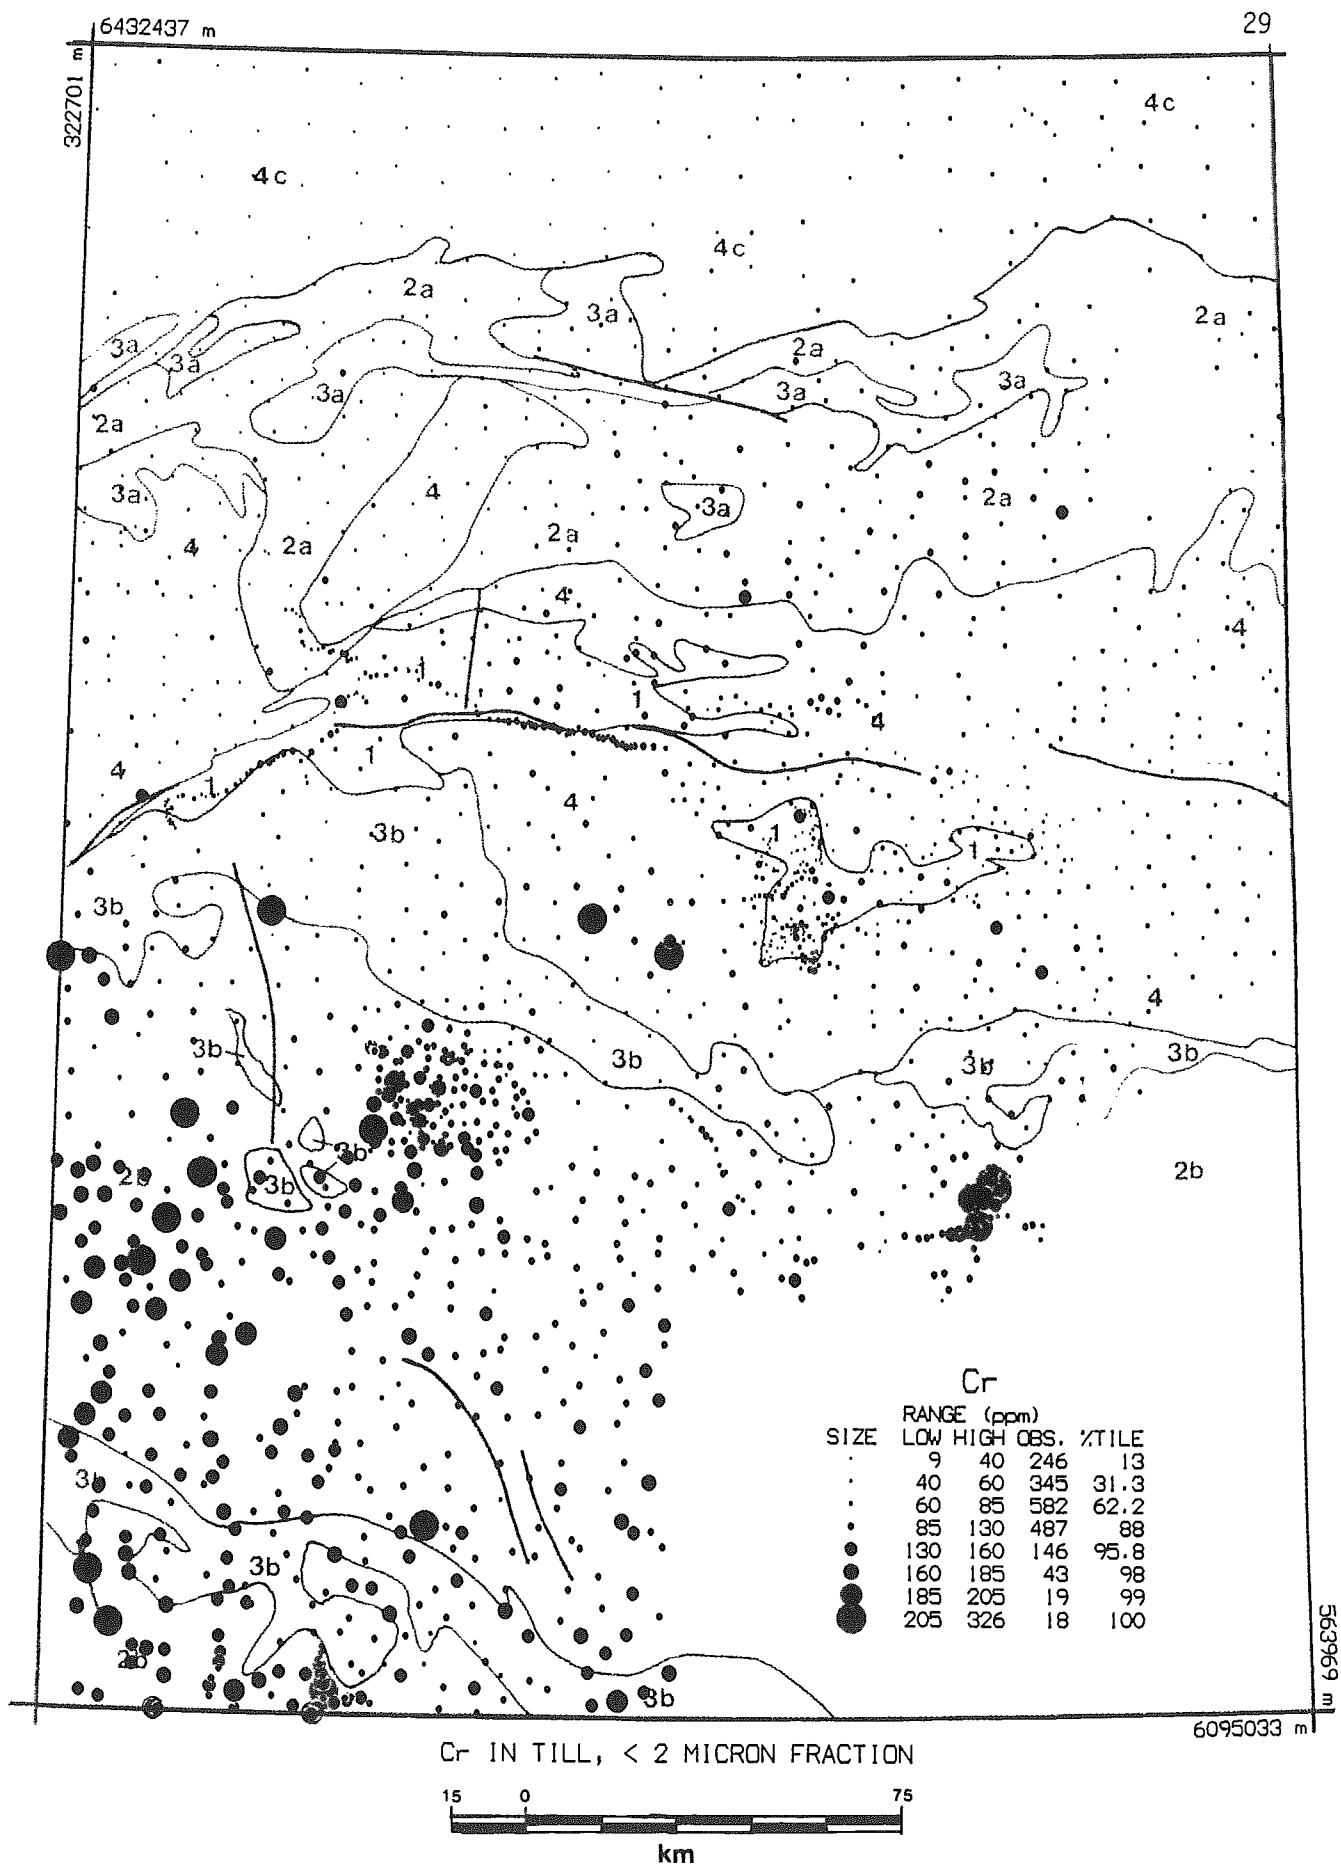 6432437 m
29
322701 m
4c
4c
4c
2a
3a
2a
3a
3a
2a
3a
3a
3a
2a
3a
4
3a
2a
4
2a
2a
4
4
1
1
4
4
1
1
4
3b
1
1
3b
4
3b
3b
3b
3b
3b
2b
2b
3b
Cr
RANGE (ppm)
SIZE LOW HIGH OBS. %TILE
9 40 246 13
40 60 345 31.3
60 85 582 62.2
85 130 487 88
130 160 146 95.8
160 185 43 98
185 205 19 99
205 326 18 100
3b
3b
2b
3b
563969 m
6095033 m
Cr IN TILL, < 2 MICRON FRACTION
15 0 75
km